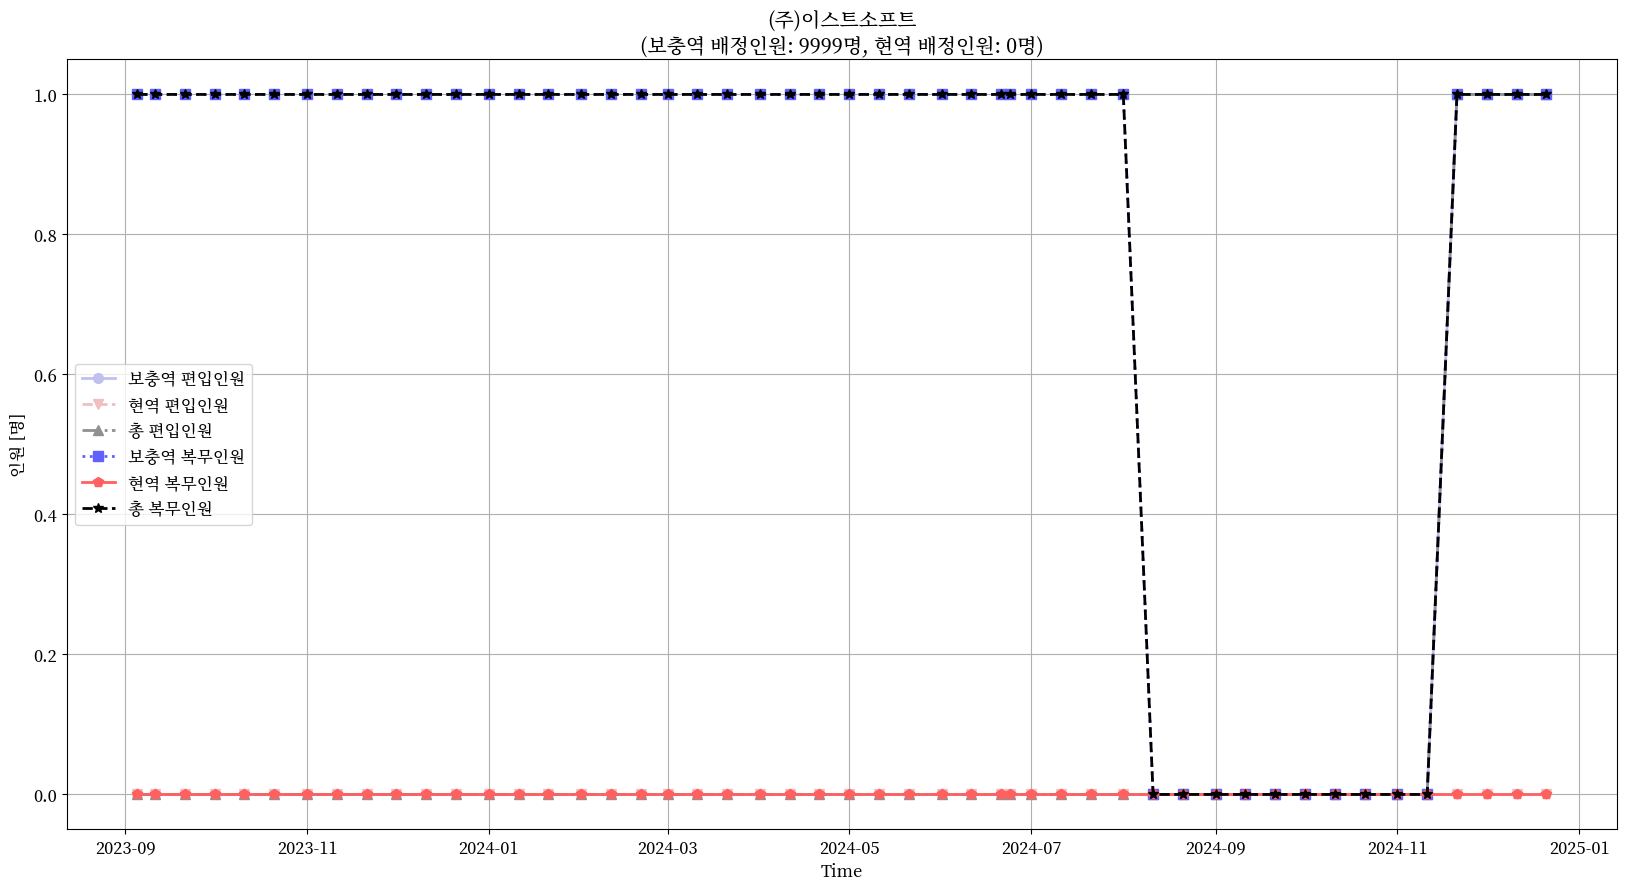 (주)이스트소프트
(보충역 배정인원: 9999명, 현역 배정인원: 0명)
인원 [명]
1.0
0.8
0.6
0.4
0.2
0.0
보충역 편입인원
현역 편입인원
총 편입인원
보충역 복무인원
현역 복무인원
총 복무인원
2023-09
2023-11
2024-01
2024-03
2024-05
2024-07
2024-09
2024-11
2025-01
Time